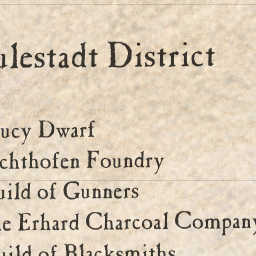 ulestadt District
ucy Dwarf
chthofen Foundry
uild of Gunners
e Erhard Charcoal Company
uild of Blacksmiths